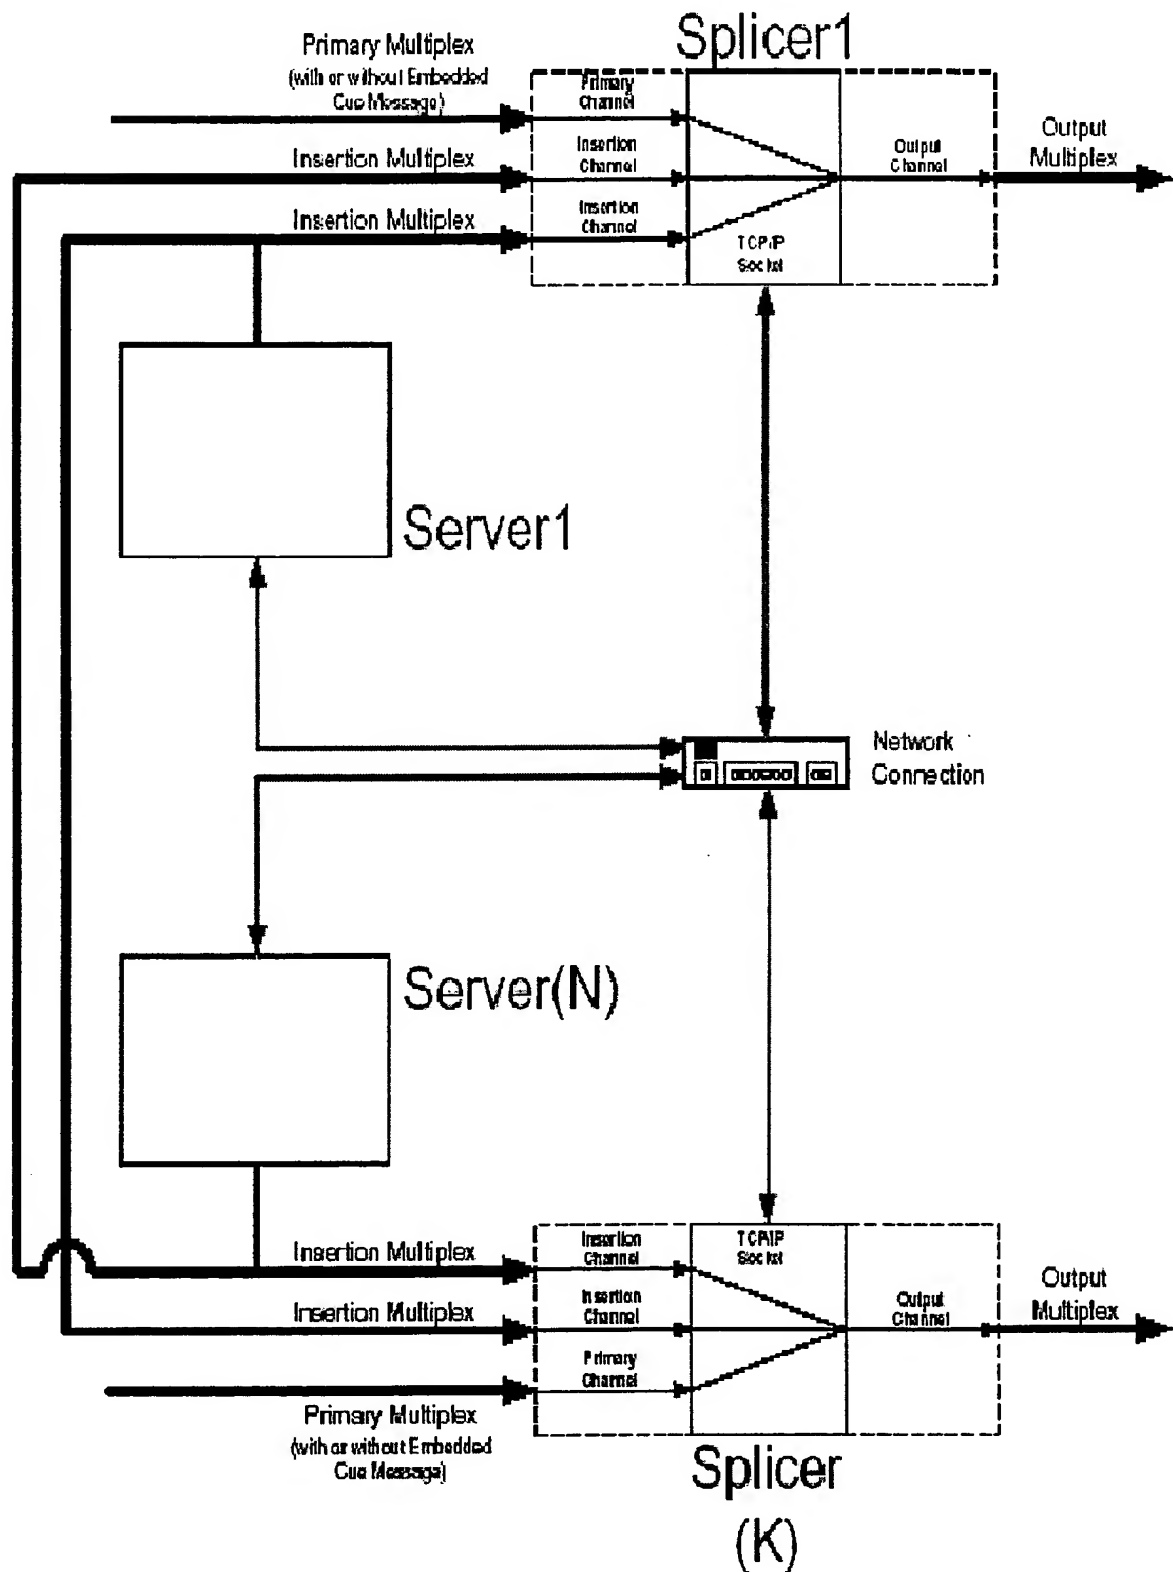 Splicer1
Primary Multiplex
(with or without Embedded
Cue Message)
Primary
Channel
Insertion Multiplex
Insertion
Channel
Output
Channel
Output
Multiplex
Insertion Multiplex
Insertion
Channel
TCP/IP
Socket
Server1
Network
Connection
Server(N)
Insertion Multiplex
Insertion
Channel
TCP/IP
Socket
Insertion Multiplex
Insertion
Channel
Output
Channel
Output
Multiplex
Primary
Channel
Primary Multiplex
(with or without Embedded
Cue Message)
Splicer
(K)